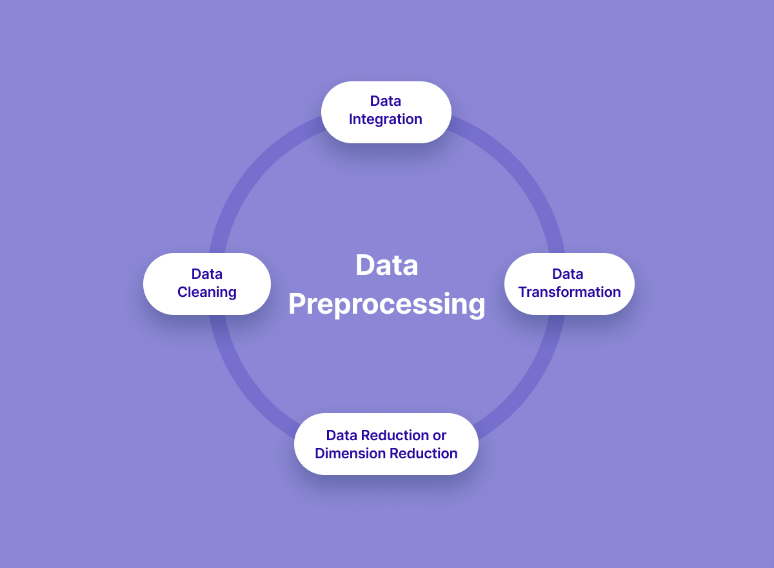 Data
Integration
Data
Cleaning
Data
Preprocessing
Data
Transformation
Data Reduction or
Dimension Reduction